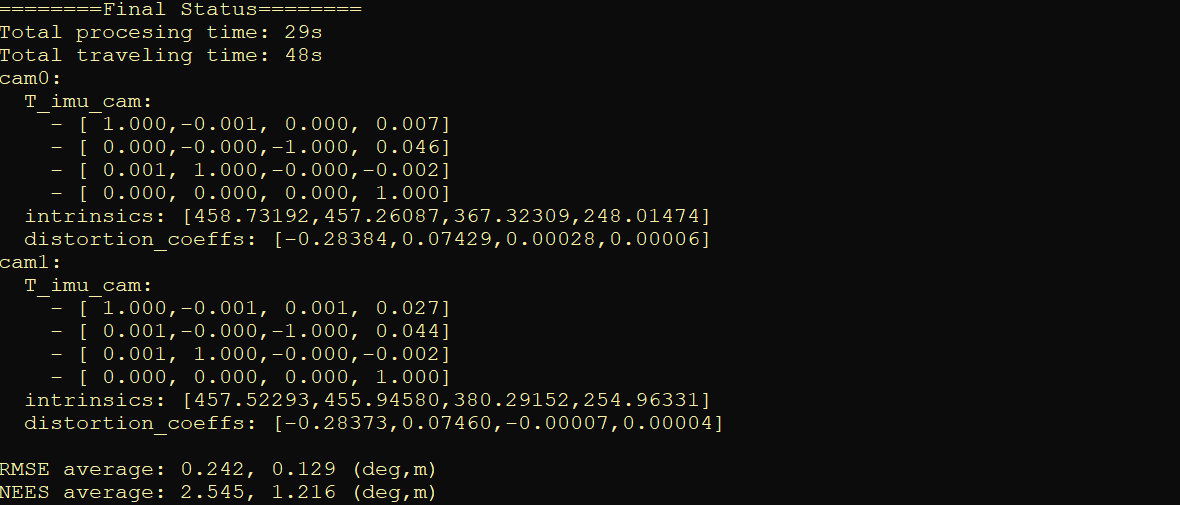 ========Final Status========
Total procesing time: 29s
Total traveling time: 48s
cam0:
  T_imu_cam:
    - [ 1.000,-0.001, 0.000, 0.007]
    - [ 0.000,-0.000,-1.000, 0.046]
    - [ 0.001, 1.000,-0.000,-0.002]
    - [ 0.000, 0.000, 0.000, 1.000]
  intrinsics: [458.73192,457.26087,367.32309,248.01474]
  distortion_coeffs: [-0.28384,0.07429,0.00028,0.00006]
cam1:
  T_imu_cam:
    - [ 1.000,-0.001, 0.001, 0.027]
    - [ 0.001,-0.000,-1.000, 0.044]
    - [ 0.001, 1.000,-0.000,-0.002]
    - [ 0.000, 0.000, 0.000, 1.000]
  intrinsics: [457.52293,455.94580,380.29152,254.96331]
  distortion_coeffs: [-0.28373,0.07460,-0.00007,0.00004]
RMSE average: 0.242, 0.129 (deg,m)
NEES average: 2.545, 1.216 (deg,m)